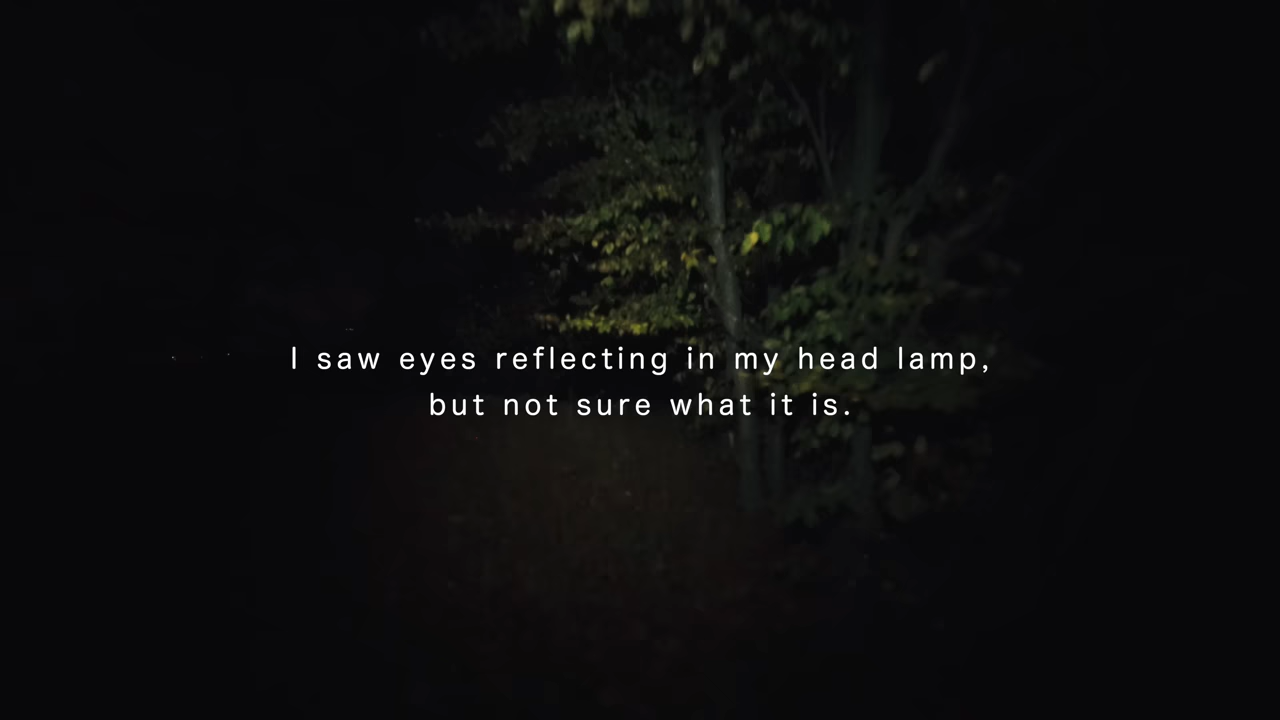 I saw eyes reflecting in my head lamp,
but not sure what it is.